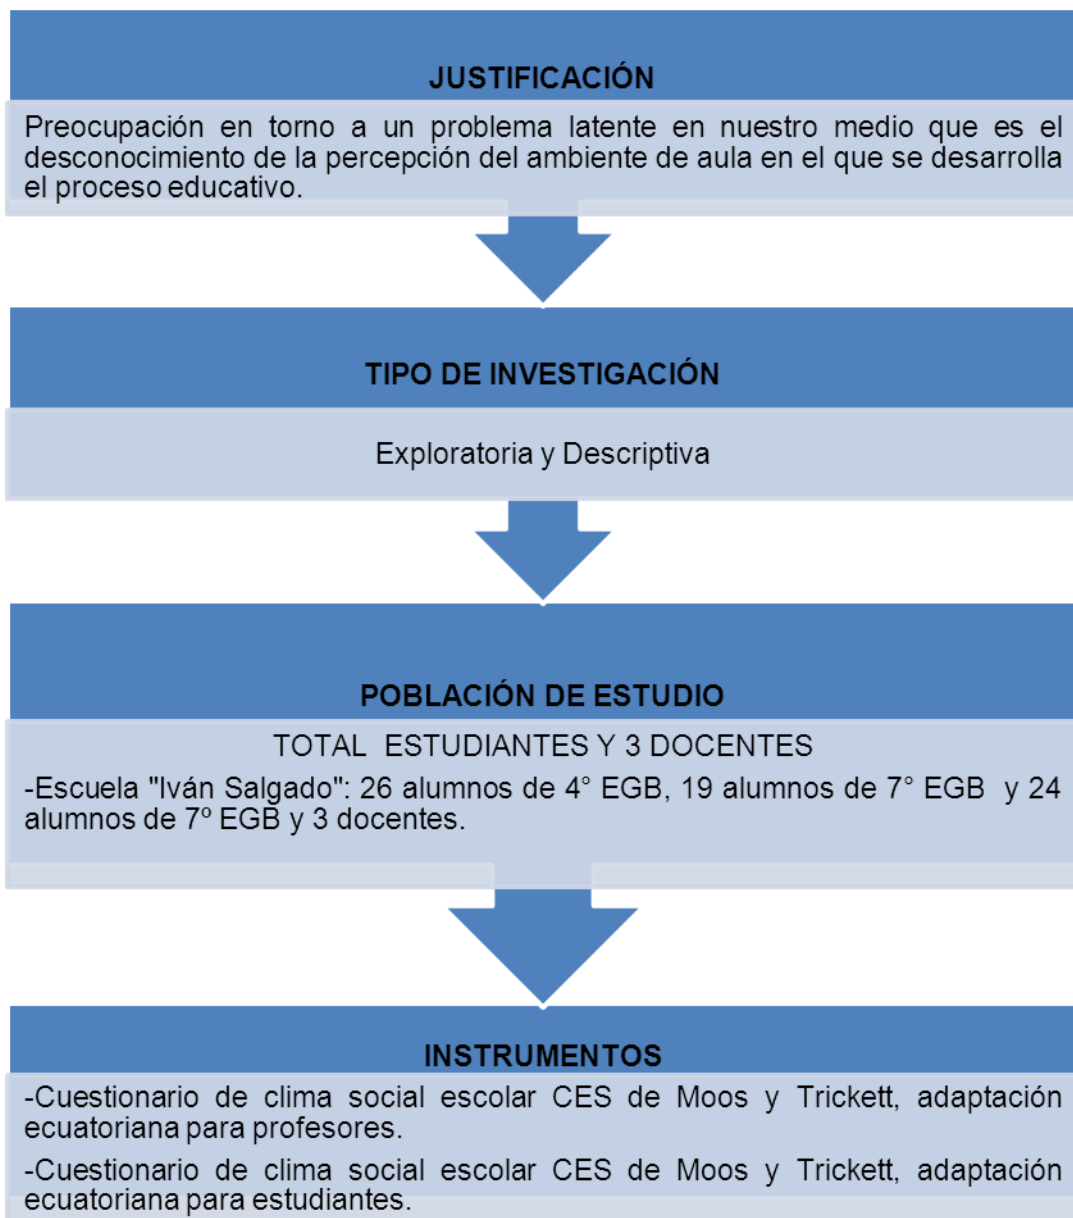 JUSTIFICACIÓN
Preocupación en torno a un problema latente en nuestro medio que es el
desconocimiento de la percepción del ambiente de aula en el que se desarrolla
el proceso educativo.
TIPO DE INVESTIGACIÓN
Exploratoria y Descriptiva
POBLACIÓN DE ESTUDIO
TOTAL ESTUDIANTES Y 3 DOCENTES
-Escuela "Iván Salgado": 26 alumnos de 4° EGB, 19 alumnos de 7° EGB y 24
alumnos de 7º EGB y 3 docentes.
INSTRUMENTOS
-Cuestionario de clima social escolar CES de Moos y Trickett, adaptación
ecuatoriana para profesores.
-Cuestionario de clima social escolar CES de Moos y Trickett, adaptación
ecuatoriana para estudiantes.